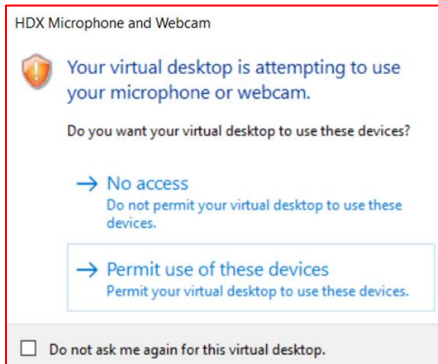 HDX Microphone and Webcam
Your virtual desktop is attempting to use
your microphone or webcam.
Do you want your virtual desktop to use these devices?
No access
Do not permit your virtual desktop to use these
devices.
Permit use of these devices
Permit your virtual desktop to use these devices.
Do not ask me again for this virtual desktop.